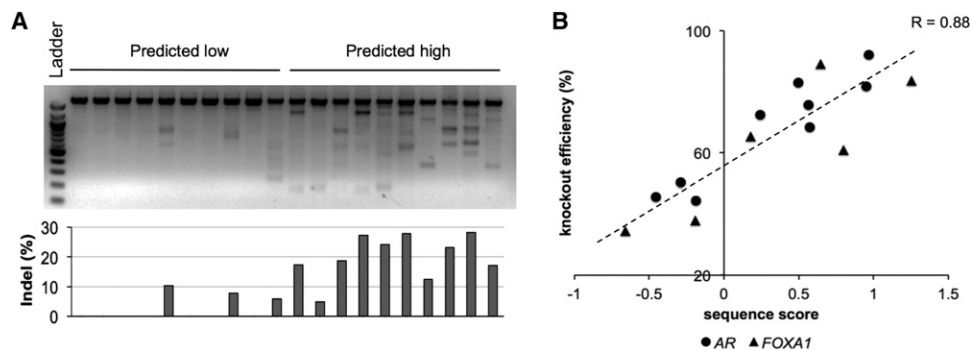 A
Ladder
Predicted low
Predicted high
Indel (%)
30
20
10
0
B
R = 0.88
knockout efficiency (%)
100
60
20
-1
-0.5
0
0.5
1
1.5
sequence score
AR
FOXA1